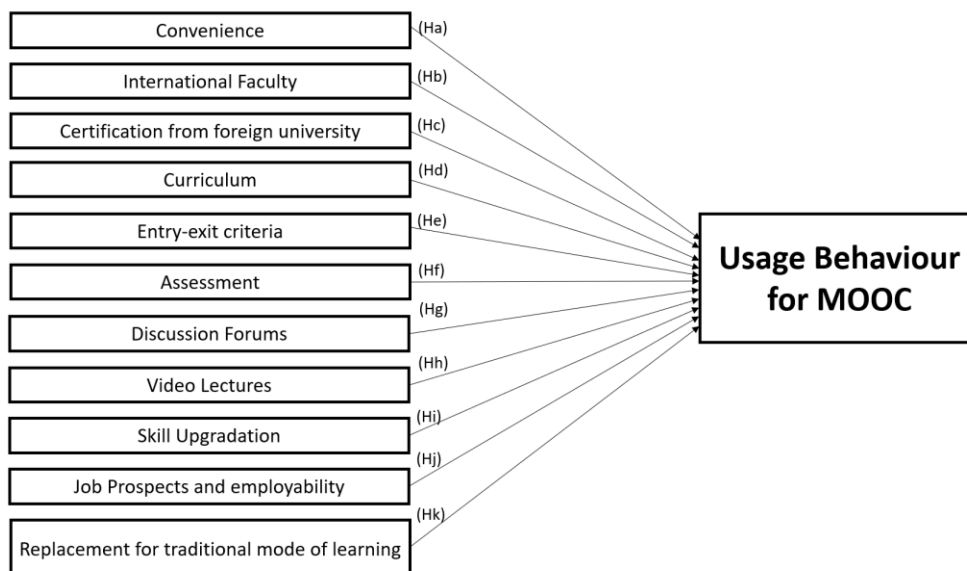 Convenience
(Ha)
International Faculty
(Hb)
Certification from foreign university
(Hc)
Curriculum
(Hd)
Entry-exit criteria
(He)
Assessment
(Hf)
Discussion Forums
(Hg)
Video Lectures
(Hh)
Skill Upgradation
(Hi)
Job Prospects and employability
(Hj)
Replacement for traditional mode of learning
(Hk)
Usage Behaviour
for MOOC